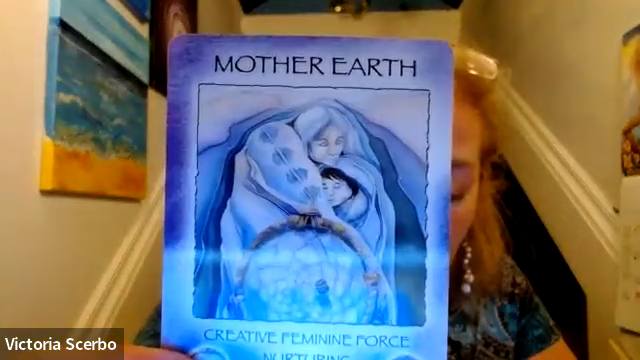 MOTHER EARTH
CREATIVE FEMININE FORCE
NURTURING
Victoria Scerbo